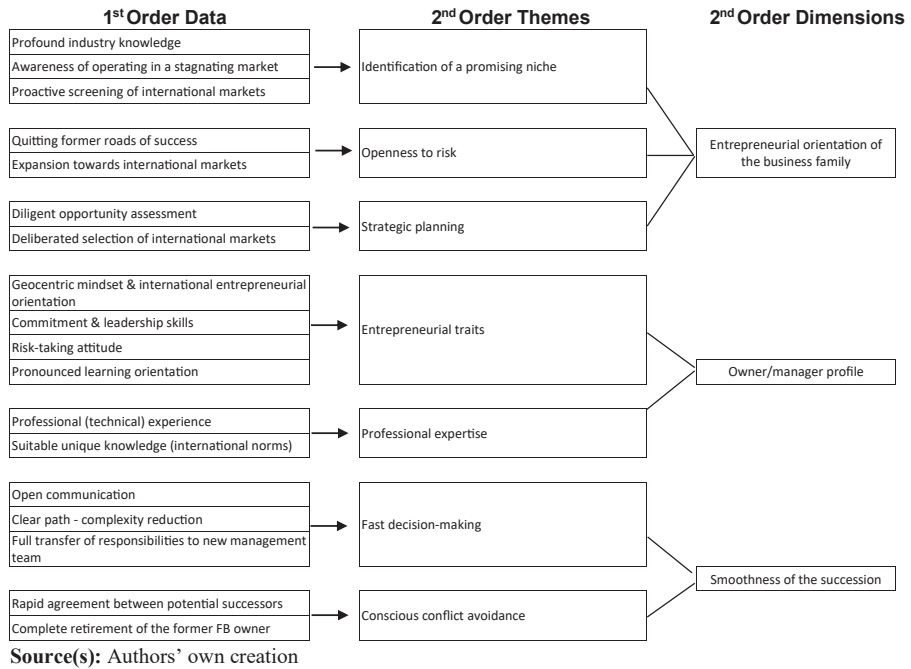 1st Order Data
2nd Order Themes
2nd Order Dimensions
Profound industry knowledge
Awareness of operating in a stagnating market
Proactive screening of international markets
Identification of a promising niche
Quitting former roads of success
Expansion towards international markets
Openness to risk
Entrepreneurial orientation of
the business family
Diligent opportunity assessment
Deliberated selection of international markets
Strategic planning
Geocentric mindset & international entrepreneurial
orientation
Commitment & leadership skills
Risk-taking attitude
Pronounced learning orientation
Entrepreneurial traits
Owner/manager profile
Professional (technical) experience
Suitable unique knowledge (international norms)
Professional expertise
Open communication
Clear path - complexity reduction
Full transfer of responsibilities to new management
team
Fast decision-making
Smoothness of the succession
Rapid agreement between potential successors
Complete retirement of the former FB owner
Conscious conflict avoidance
Source(s): Authors' own creation